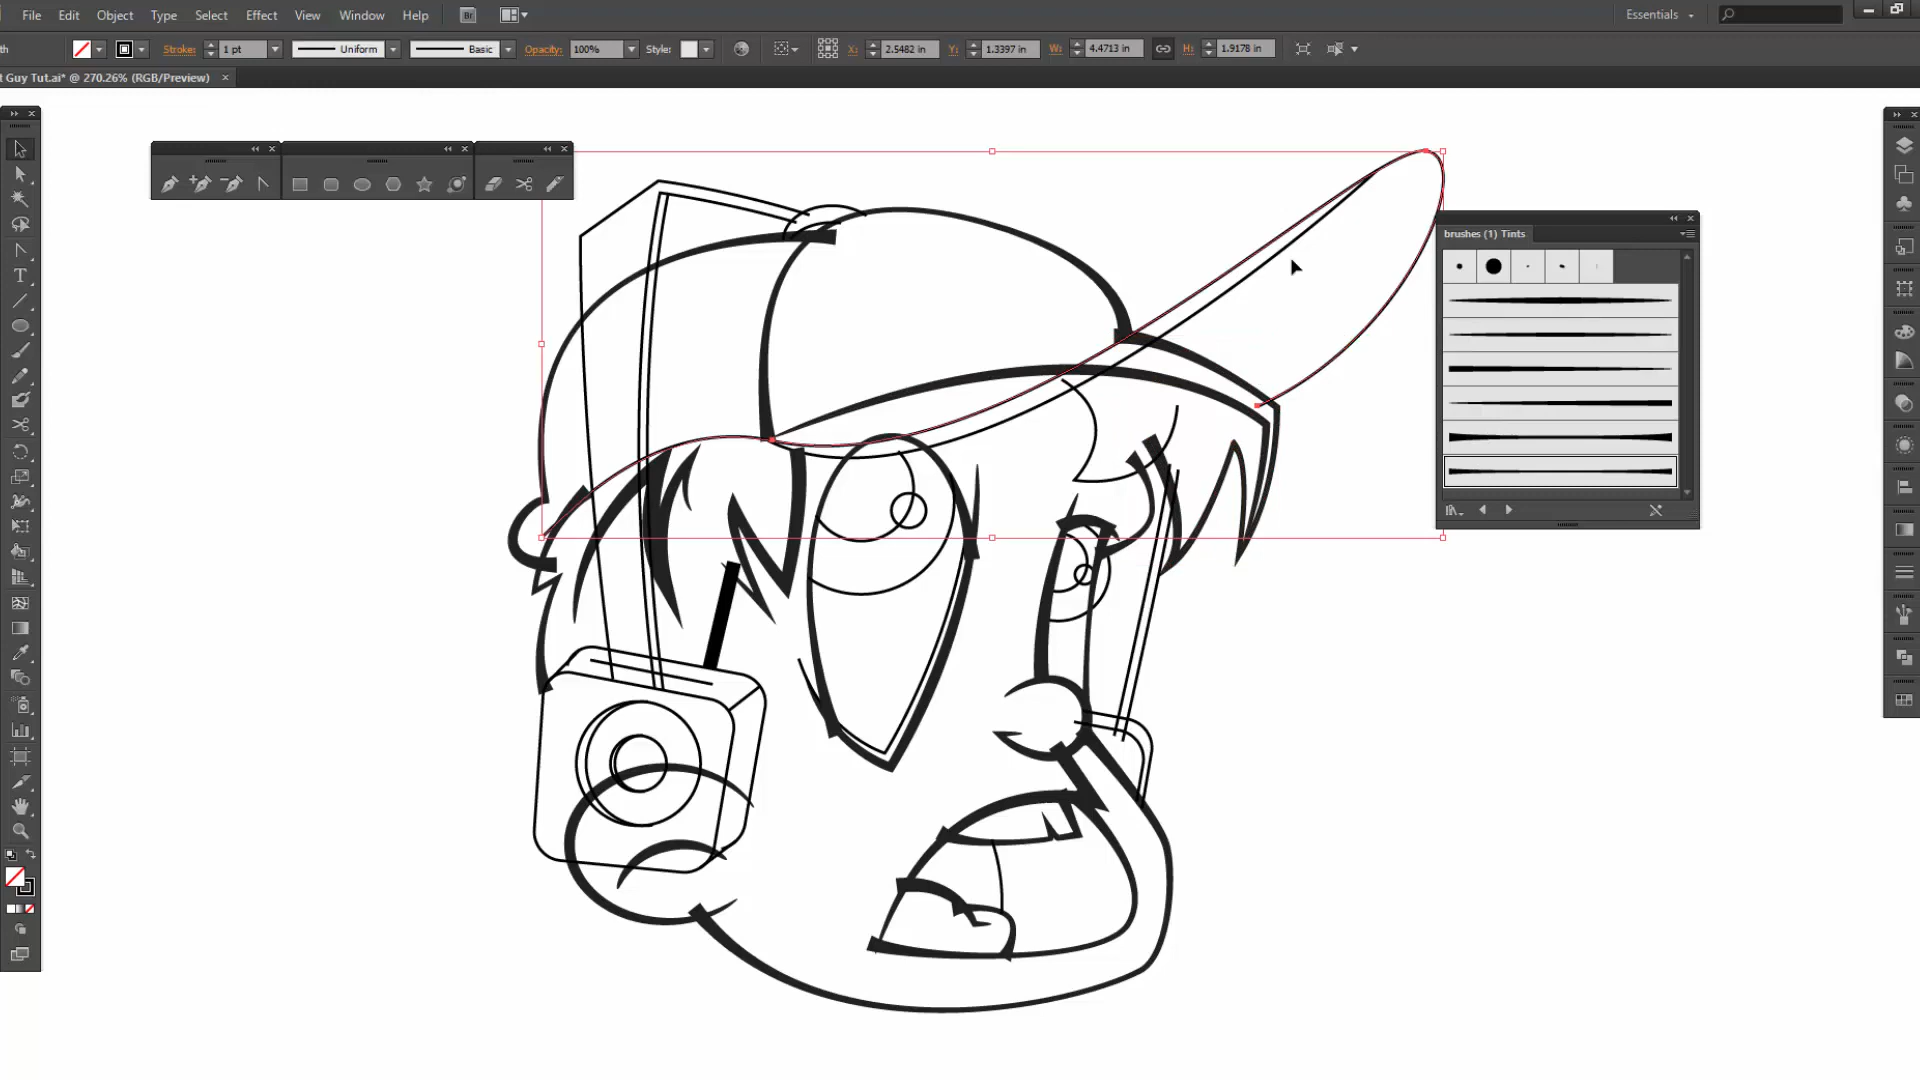 File Edit Object Type Select Effect View Window Help Br Essentials
th Stroke: 1 pt Uniform Basic Opacity: 100% Style: X: 2.5482 in Y: 1.3397 in W: 4.4713 in H: 1.9178 in
t Guy Tut.ai* @ 270.26% (RGB/Preview) ×
brushes (1) Tints